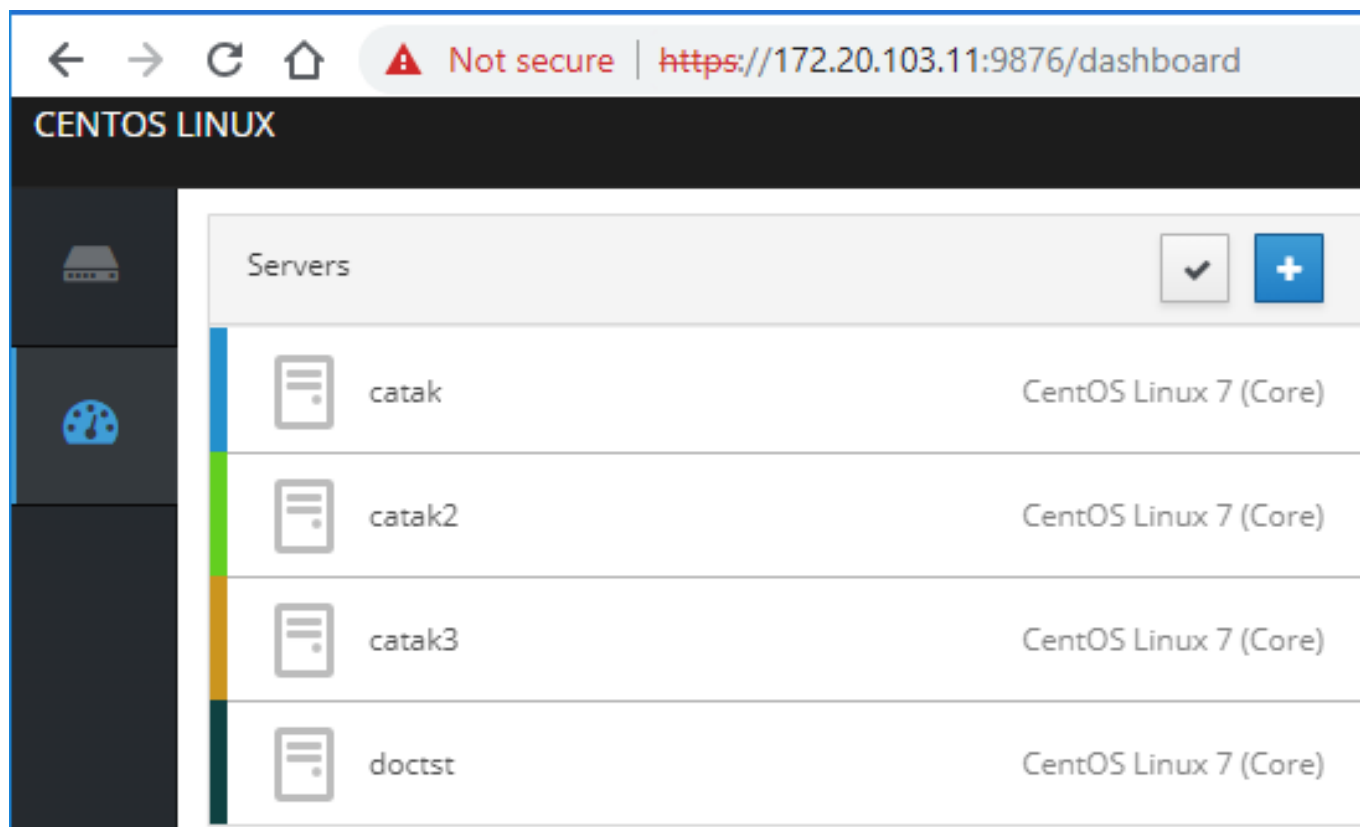 Not secure https://172.20.103.11:9876/dashboard
CENTOS LINUX
Servers
catak CentOS Linux 7 (Core)
catak2 CentOS Linux 7 (Core)
catak3 CentOS Linux 7 (Core)
doctst CentOS Linux 7 (Core)